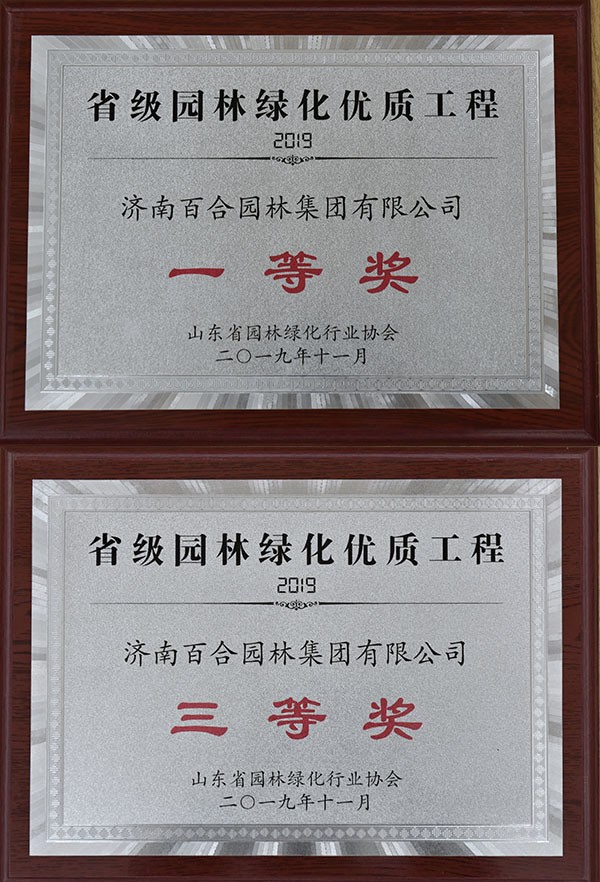 省级园林绿化优质工程
2019
济南百合园林集团有限公司
一等奖
山东省园林绿化行业协会
二〇一九年十一月
省级园林绿化优质工程
2019
济南百合园林集团有限公司
三等奖
山东省园林绿化行业协会
二〇一九年十一月